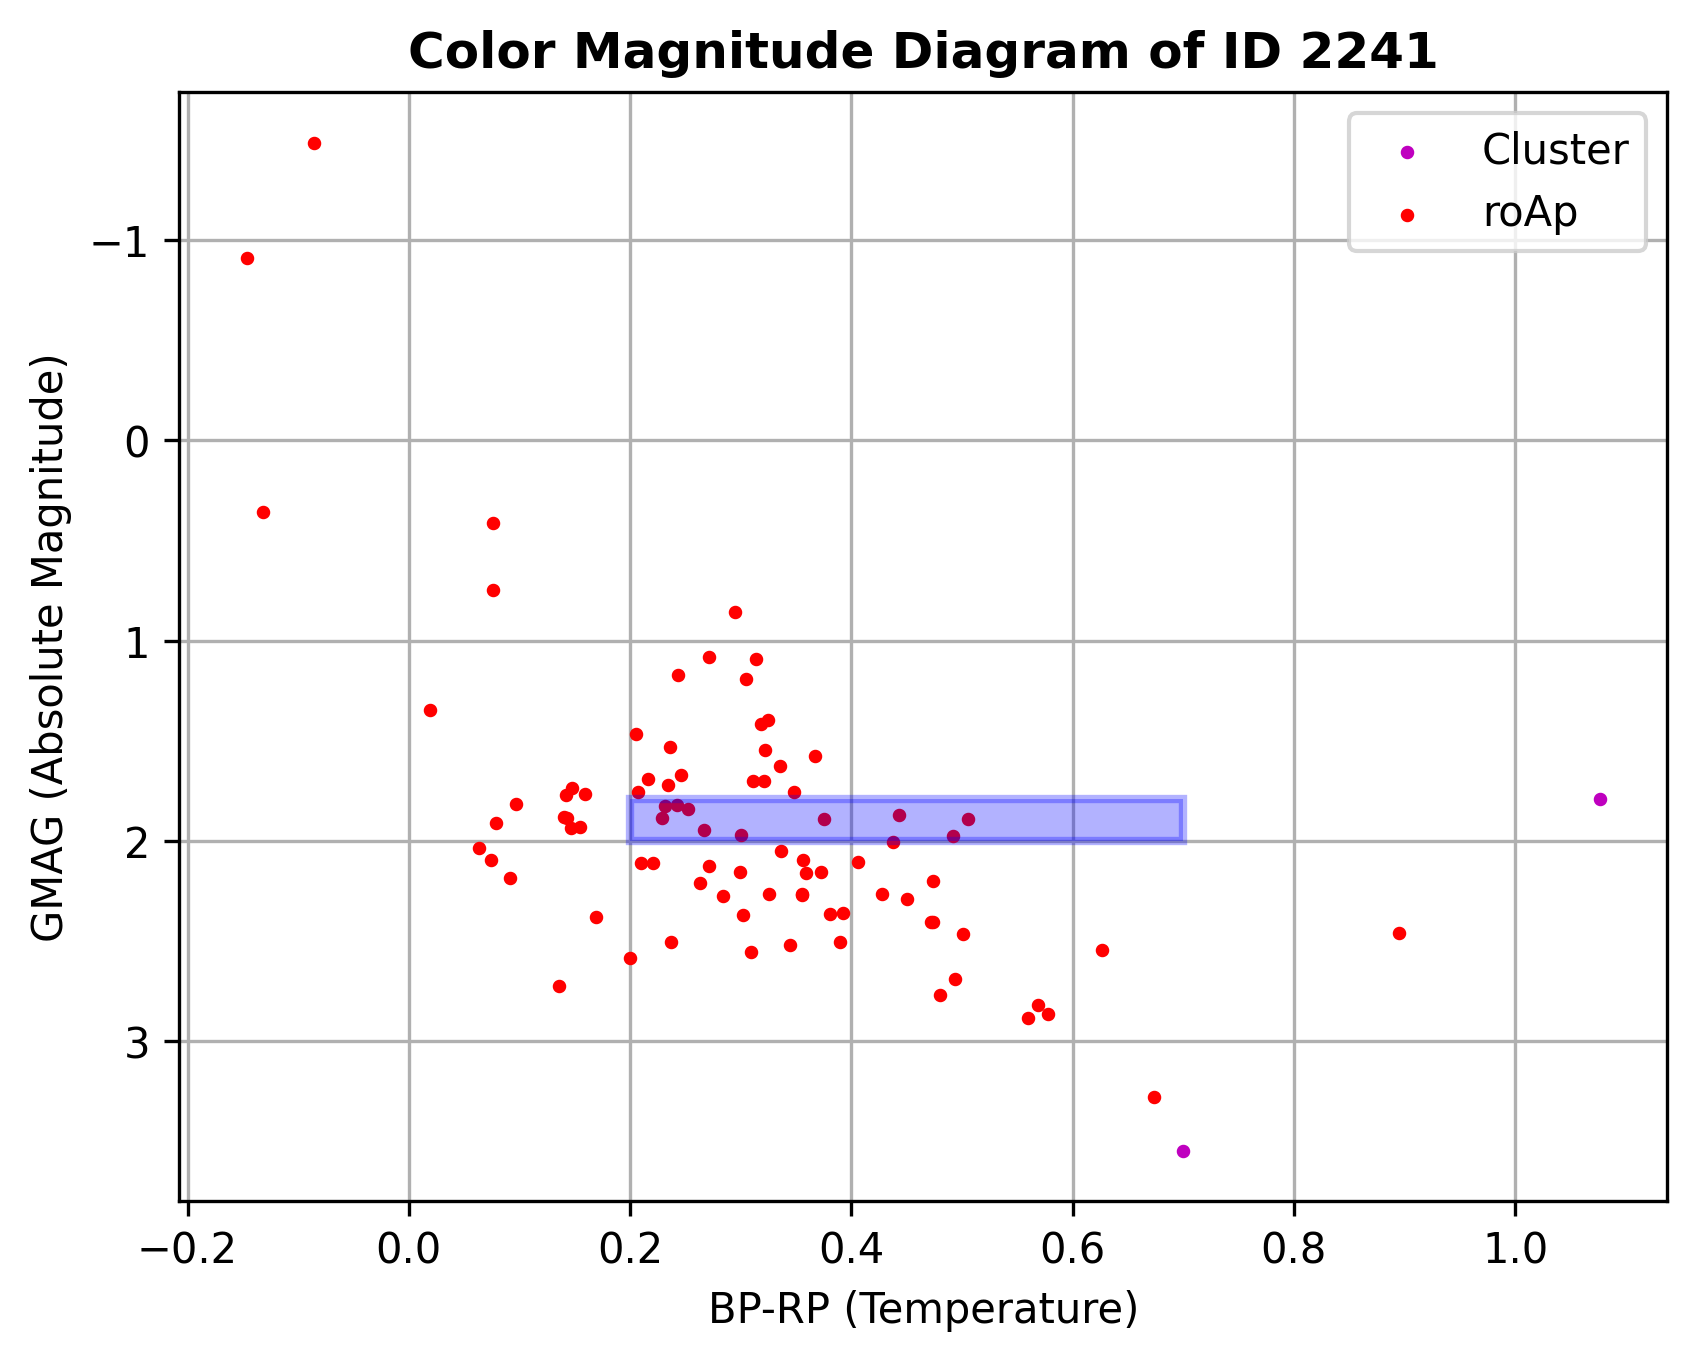 Color Magnitude Diagram of ID 2241
Cluster
roAp
GMAG (Absolute Magnitude)
−1
0
1
2
3
−0.2 0.0 0.2 0.4 0.6 0.8 1.0
BP-RP (Temperature)